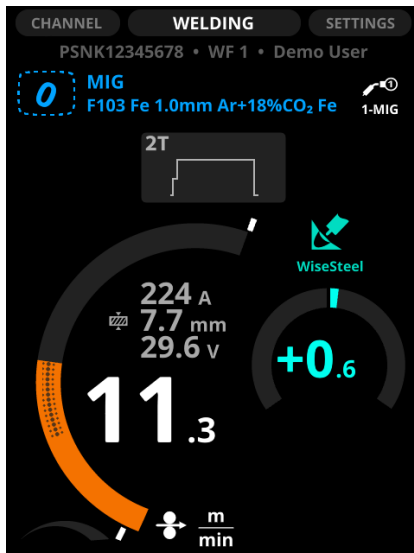 CHANNEL WELDING SETTINGS
PSNK12345678 • WF 1 • Demo User
0 MIG
F103 Fe 1.0mm Ar+18%CO₂ Fe
1
1-MIG
2T
WiseSteel
224 A
7.7 mm
29.6 V
+0.6
11.3
m
min